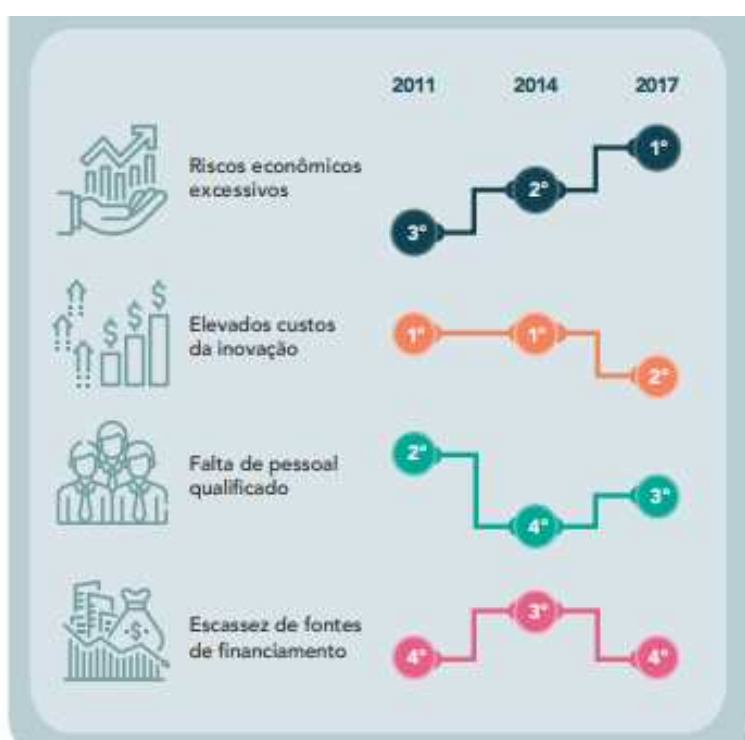 2011 2014 2017
Riscos econômicos
excessivos
3º 2º 1º
$ $ $
Elevados custos
da inovação
1º 1º 2º
Falta de pessoal
qualificado
2º 4º 3º
$
Escassez de fontes
de financiamento
4º 3º 4º